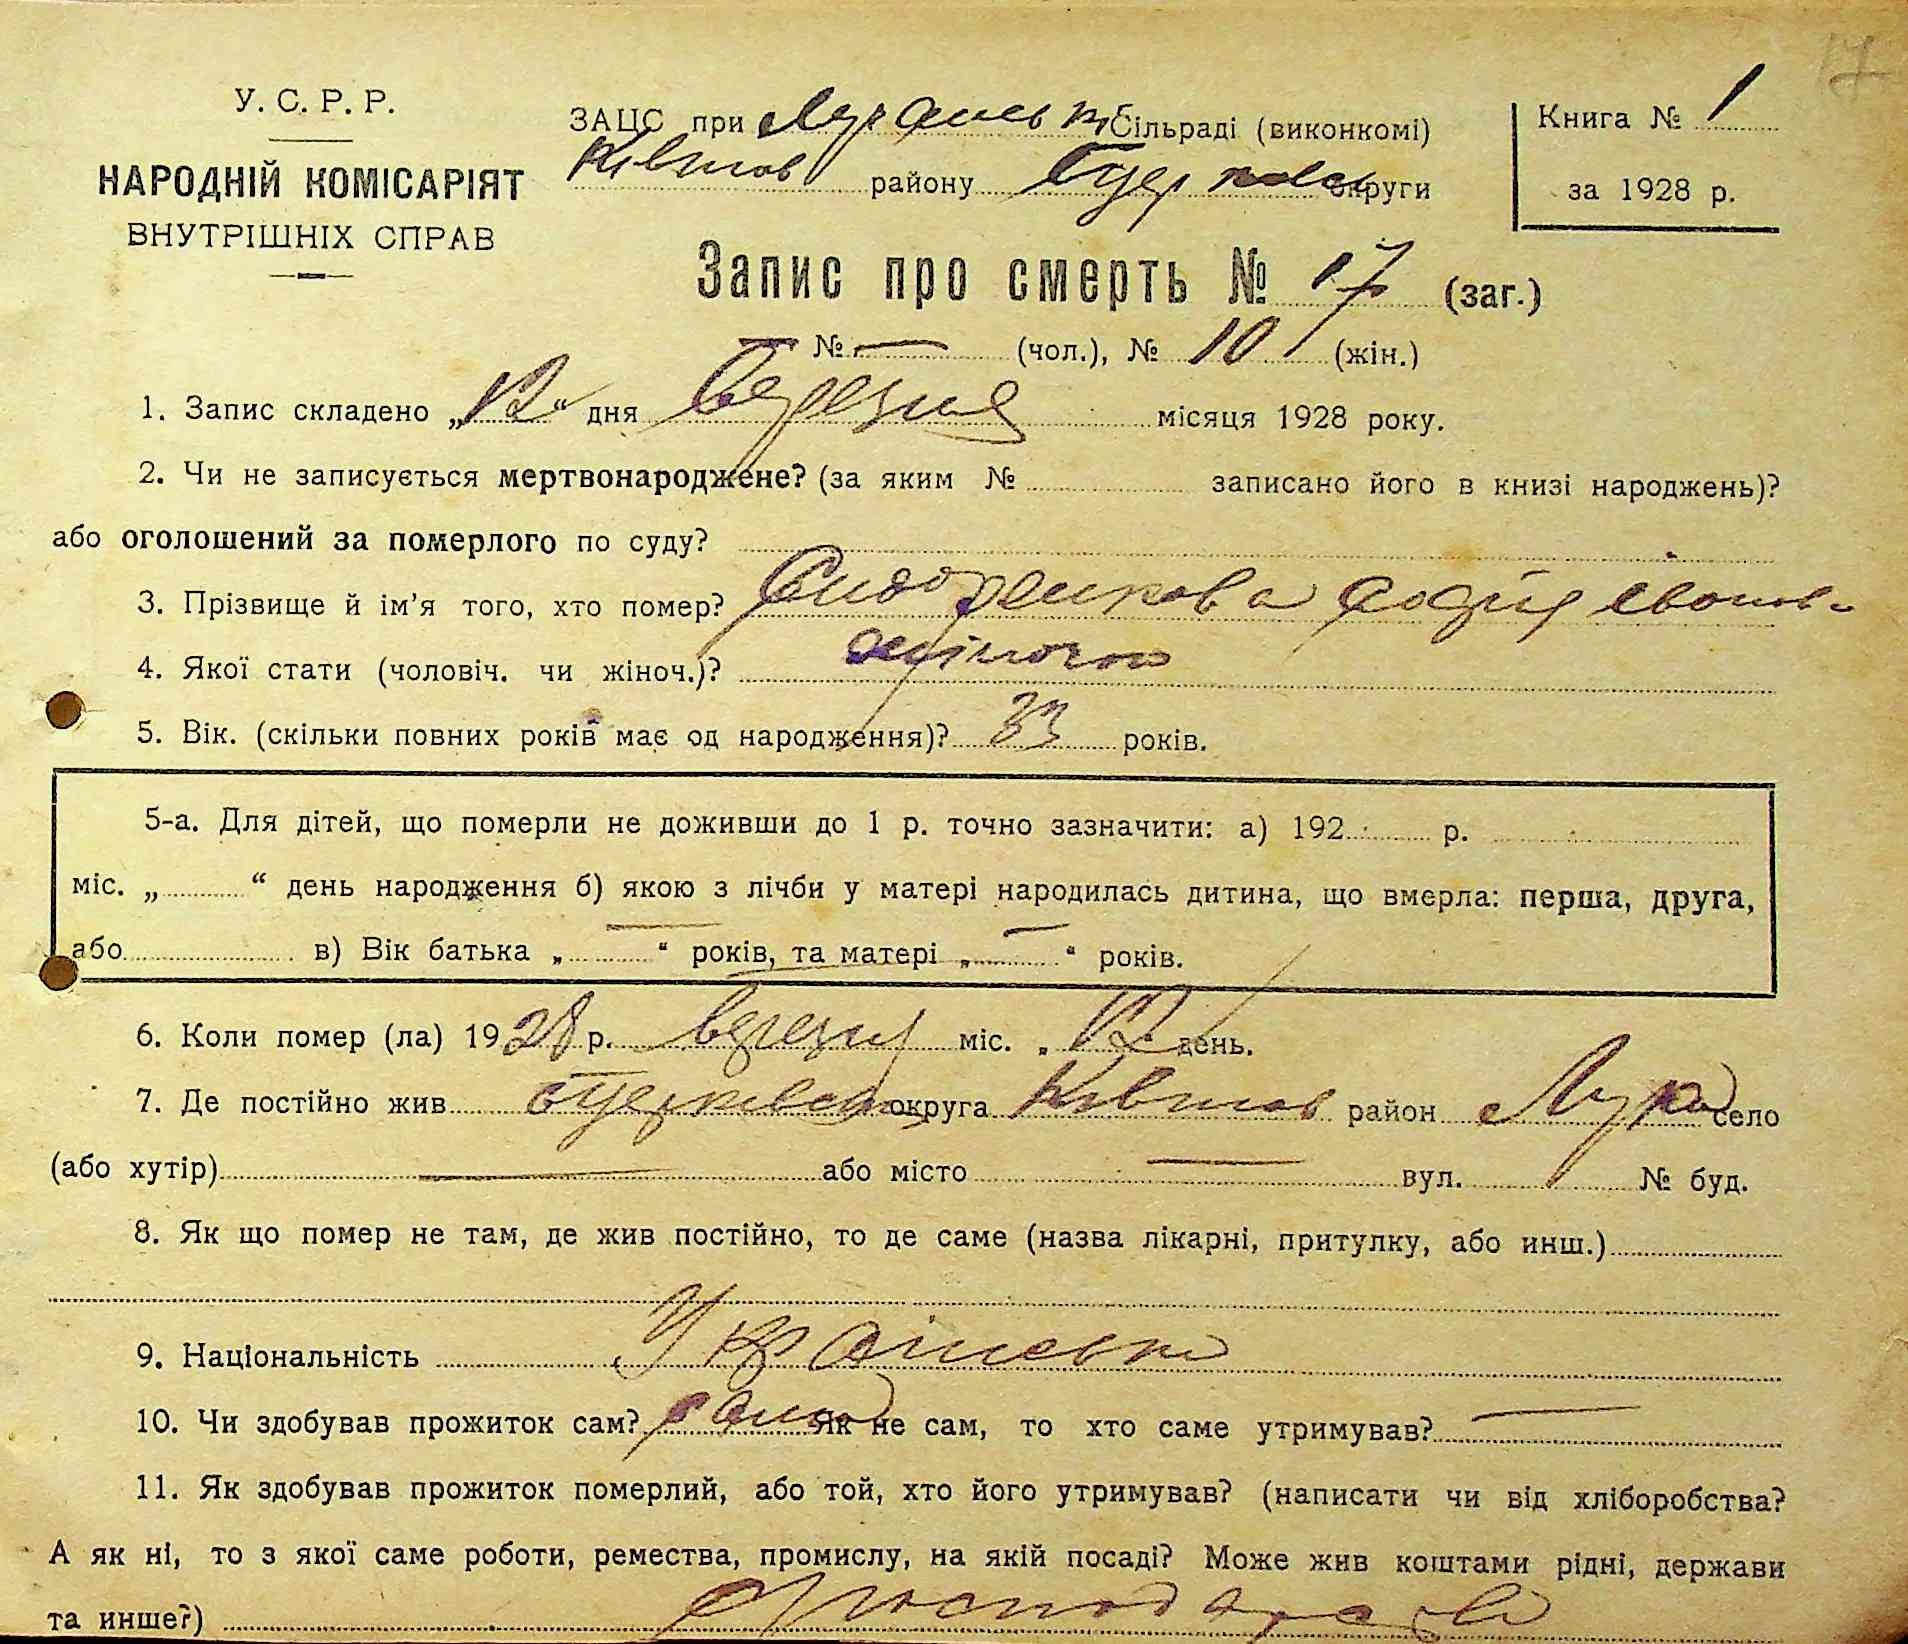 17
У. С. Р. Р.
НАРОДНІЙ КОМІСАРІЯТ
ВНУТРІШНІХ СПРАВ
ЗАЦС при Сільраді (виконкомі)
району округи
Книга № 1
за 1928 р.
Запис про смерть № 17 (заг.)
№ — (чол.), № 10 (жін.)
1. Запис складено „12“ дня березня місяця 1928 року.
2. Чи не записується мертвонароджене? (за яким № записано його в книзі народжень)?
або оголошений за померлого по суду?
3. Прізвище й ім'я того, хто помер? Сидоренкова
4. Якої стати (чоловіч. чи жіноч.)? жіночою
5. Вік. (скільки повних років має од народження)? 33 років.
5-а. Для дітей, що померли не доживши до 1 р. точно зазначити: а) 192 р.
міс. „ “ день народження б) якою з лічби у матері народилась дитина, що вмерла: перша, друга,
або в) Вік батька „ — “ років, та матері „ — “ років.
6. Коли помер (ла) 1928 р. березня міс. „12“ день.
7. Де постійно жив округа район Лука село
(або хутір) — або місто — вул. № буд.
8. Як що помер не там, де жив постійно, то де саме (назва лікарні, притулку, або инш.)
9. Національність
10. Чи здобував прожиток сам? сама Як не сам, то хто саме утримував? —
11. Як здобував прожиток померлий, або той, хто його утримував? (написати чи від хліборобства?
А як ні, то з якої саме роботи, ремества, промислу, на якій посаді? Може жив коштами рідні, держави
та инше?)